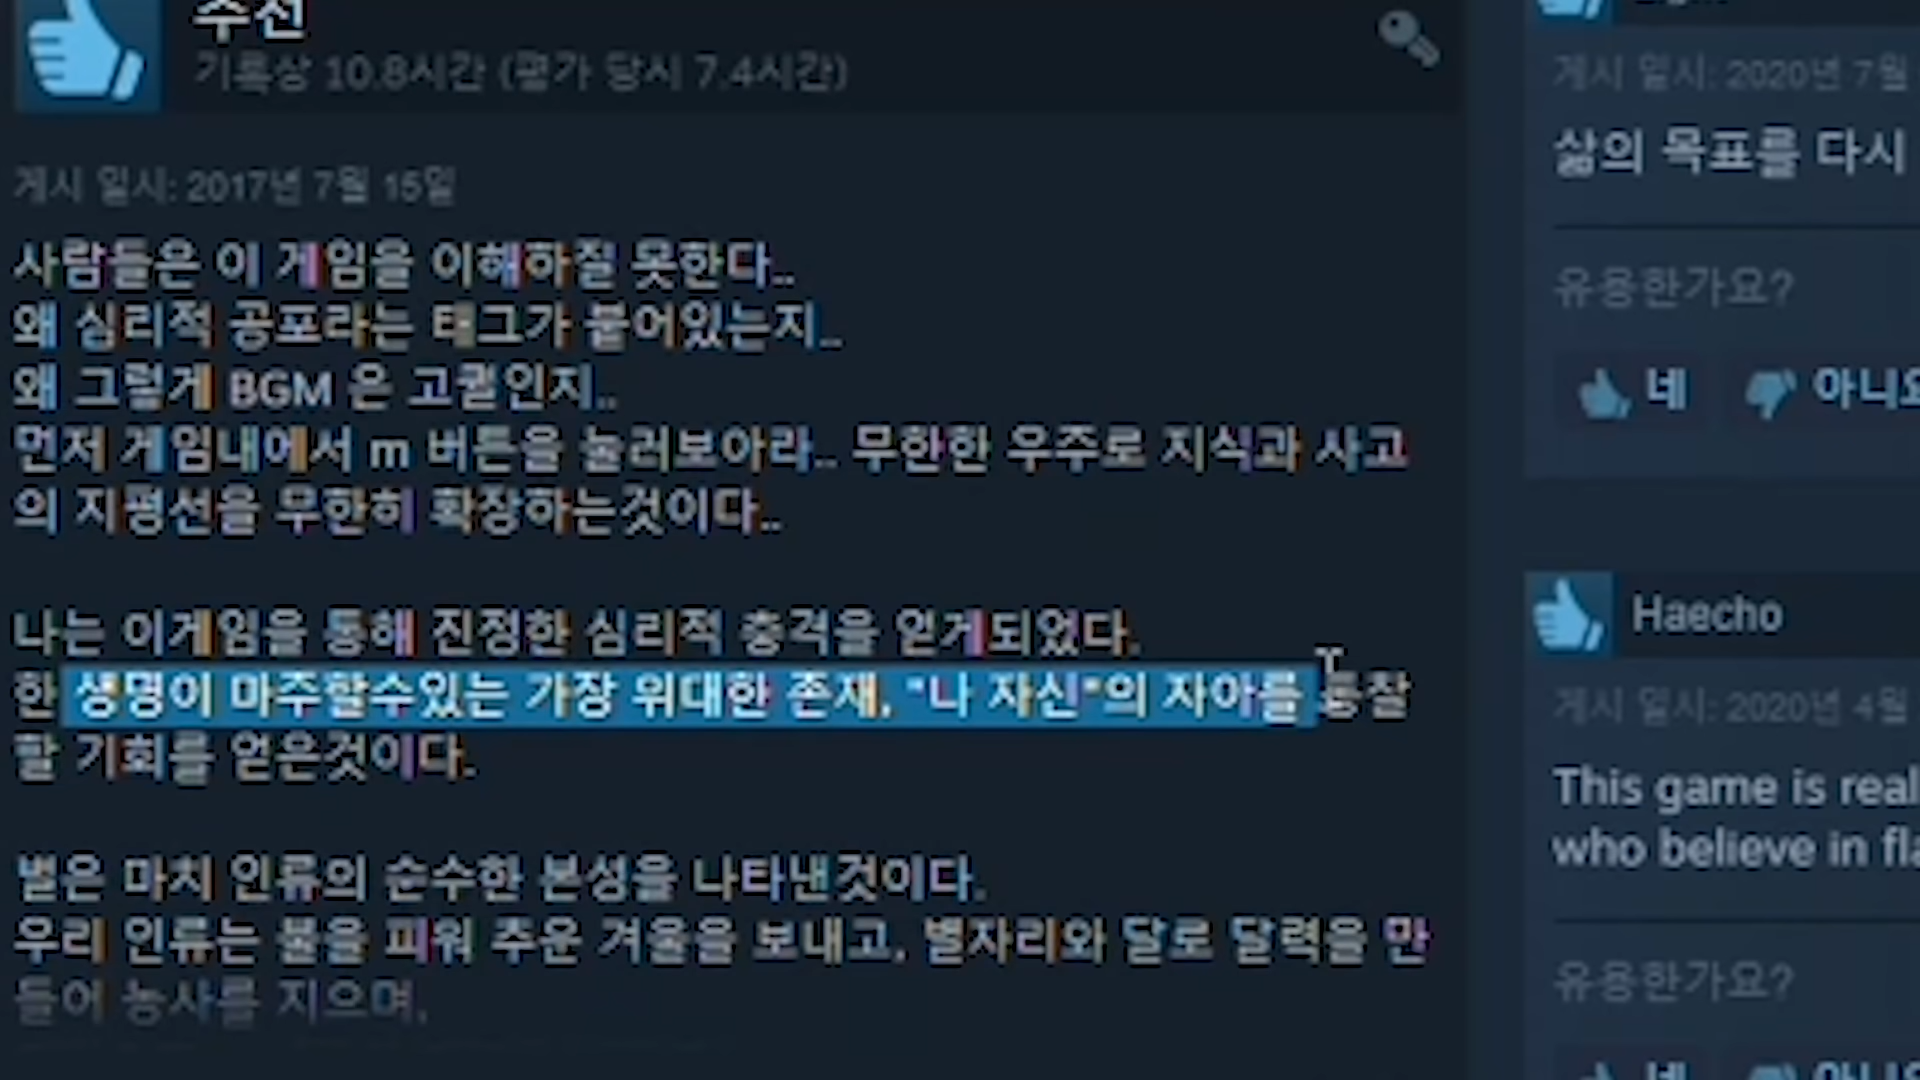 추천
기록상 10.8시간 (평가 당시 7.4시간)
게시 일시: 2017년 7월 15일
사람들은 이 게임을 이해하질 못한다..
왜 심리적 공포라는 태그가 붙어있는지..
왜 그렇게 BGM 은 고퀄인지..
먼저 게임내에서 m 버튼을 눌러보아라.. 무한한 우주로 지식과 사고
의 지평선을 무한히 확장하는것이다..
나는 이게임을 통해 진정한 심리적 충격을 얻게되었다.
한 생명이 마주할수있는 가장 위대한 존재, "나 자신"의 자아를 통찰
할 기회를 얻은것이다.
별은 마치 인류의 순수한 본성을 나타낸것이다.
우리 인류는 불을 피워 추운 겨울을 보내고, 별자리와 달로 달력을 만
들어 농사를 지으며,
게시 일시: 2020년 7월
삶의 목표를 다시
유용한가요?
네
아니요
Haecho
게시 일시: 2020년 4월
This game is real
who believe in fla
유용한가요?
네